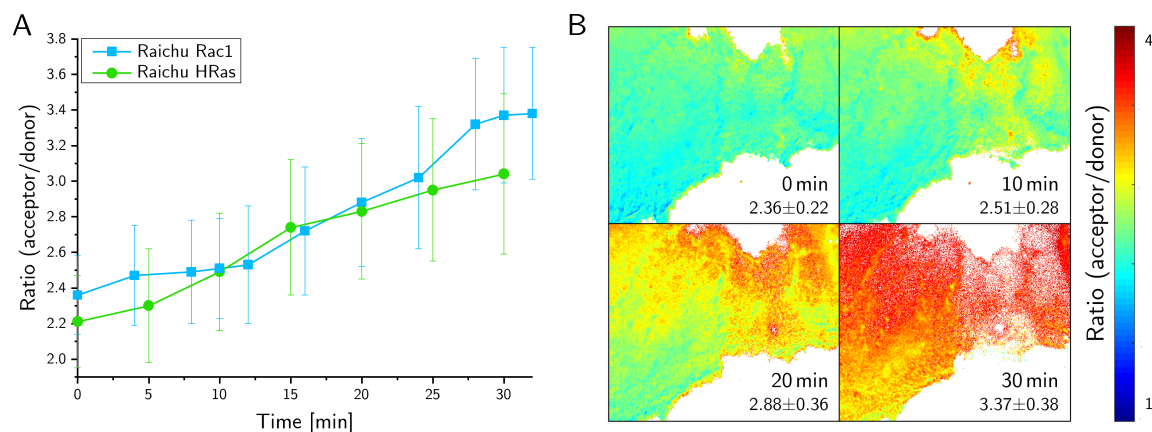 A
Raichu Rac1
Raichu HRas
3.8
3.6
3.4
3.2
3.0
2.8
2.6
2.4
2.2
2.0
Ratio (acceptor/donor)
0
5
10
15
20
25
30
Time [min]
B
0 min
2.36±0.22
10 min
2.51±0.28
20 min
2.88±0.36
30 min
3.37±0.38
4
1
Ratio (acceptor/donor)